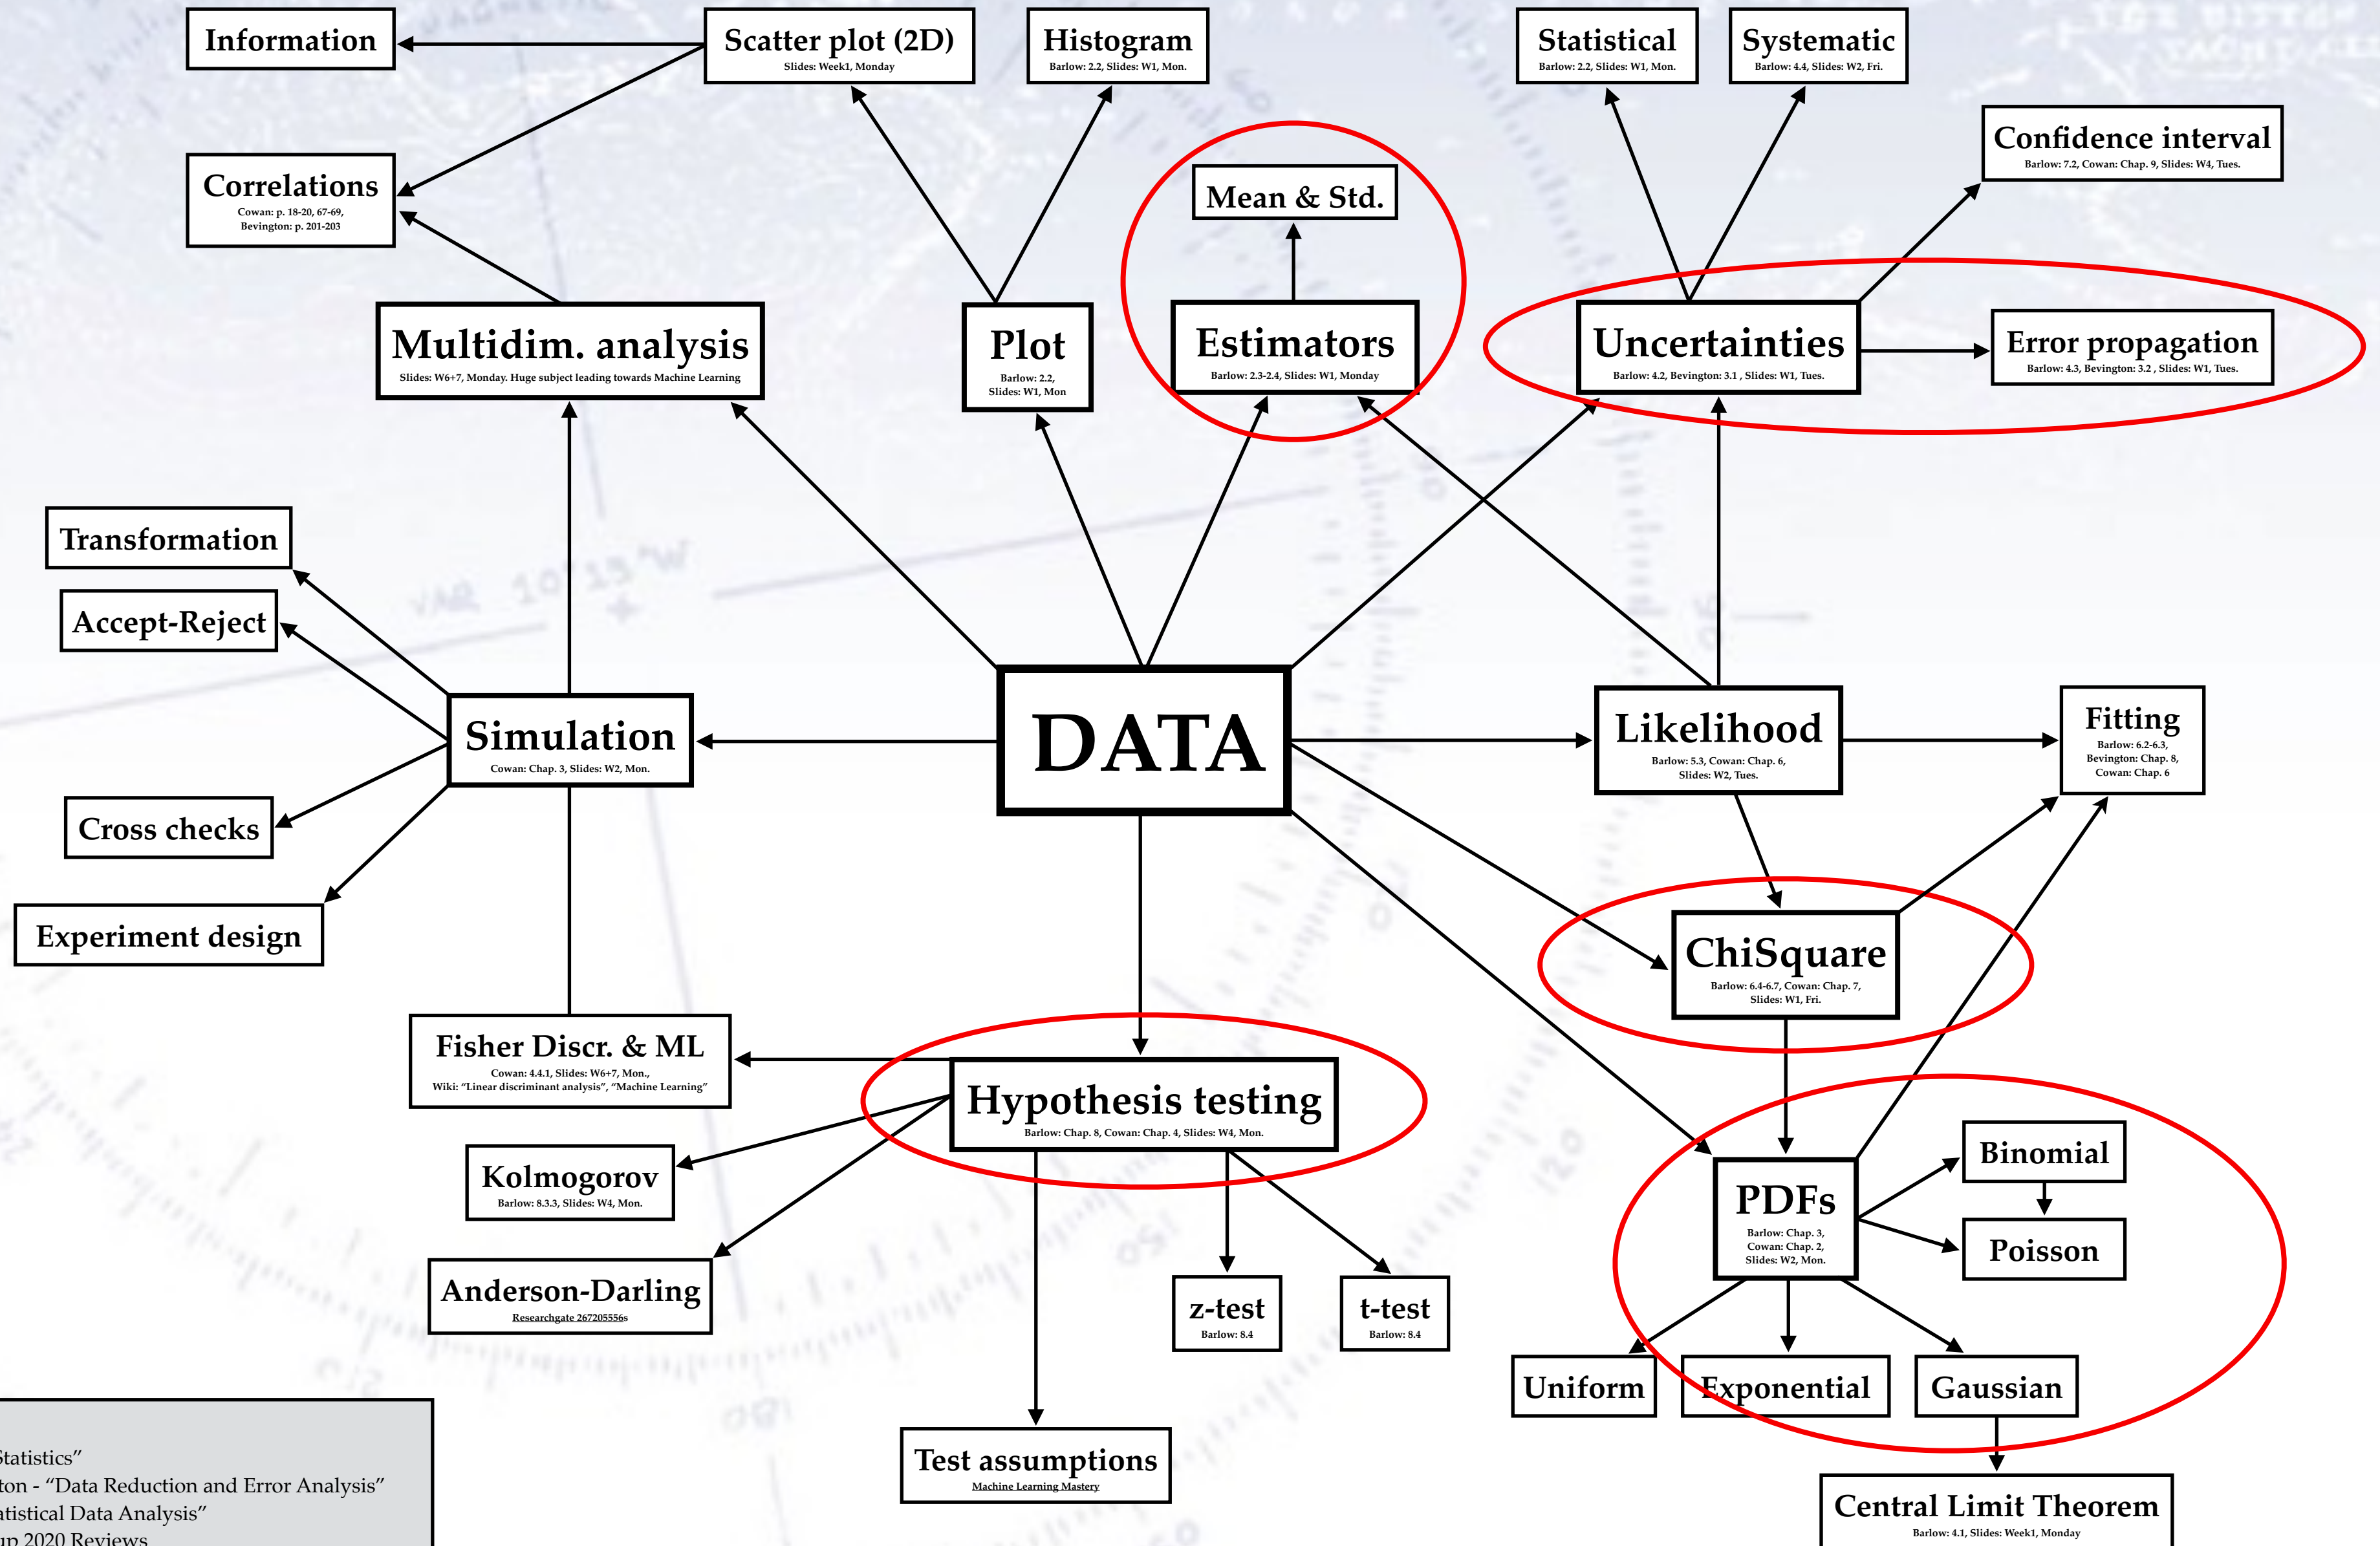 Information
Scatter plot (2D)
Slides: Week1, Monday
Histogram
Barlow: 2.2, Slides: W1, Mon.
Statistical
Barlow: 2.2, Slides: W1, Mon.
Systematic
Barlow: 4.4, Slides: W2, Fri.
Confidence interval
Barlow: 7.2, Cowan: Chap. 9, Slides: W4, Tues.
Correlations
Cowan: p. 18-20, 67-69,
Bevington: p. 201-203
Mean & Std.
Multidim. analysis
Slides: W6+7, Monday. Huge subject leading towards Machine Learning
Plot
Barlow: 2.2,
Slides: W1, Mon
Estimators
Barlow: 2.3-2.4, Slides: W1, Monday
Uncertainties
Barlow: 4.2, Bevington: 3.1 , Slides: W1, Tues.
Error propagation
Barlow: 4.3, Bevington: 3.2 , Slides: W1, Tues.
Transformation
VAR 10°15'W
Accept-Reject
Simulation
Cowan: Chap. 3, Slides: W2, Mon.
DATA
Likelihood
Barlow: 5.3, Cowan: Chap. 6,
Slides: W2, Tues.
Fitting
Barlow: 6.2-6.3,
Bevington: Chap. 8,
Cowan: Chap. 6
Cross checks
Experiment design
ChiSquare
Barlow: 6.4-6.7, Cowan: Chap. 7,
Slides: W1, Fri.
Fisher Discr. & ML
Cowan: 4.4.1, Slides: W6+7, Mon.,
Wiki: “Linear discriminant analysis”, “Machine Learning”
Hypothesis testing
Barlow: Chap. 8, Cowan: Chap. 4, Slides: W4, Mon.
Kolmogorov
Barlow: 8.3.3, Slides: W4, Mon.
Anderson-Darling
Researchgate 267205556s
z-test
Barlow: 8.4
t-test
Barlow: 8.4
Test assumptions
Machine Learning Mastery
PDFs
Barlow: Chap. 3,
Cowan: Chap. 2,
Slides: W2, Mon.
Binomial
Poisson
Uniform
Exponential
Gaussian
Central Limit Theorem
Barlow: 4.1, Slides: Week1, Monday
Statistics”
ton - “Data Reduction and Error Analysis”
atistical Data Analysis”
up 2020 Reviews